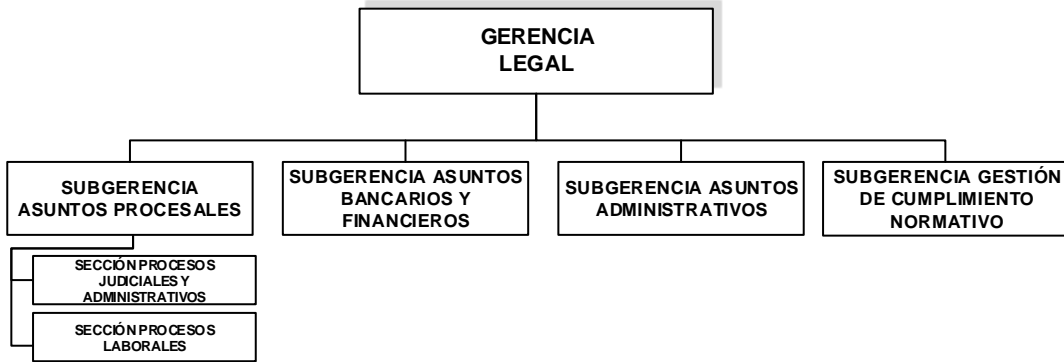 GERENCIA
LEGAL
SUBGERENCIA
ASUNTOS PROCESALES
SUBGERENCIA ASUNTOS
BANCARIOS Y
FINANCIEROS
SUBGERENCIA ASUNTOS
ADMINISTRATIVOS
SUBGERENCIA GESTIÓN
DE CUMPLIMIENTO
NORMATIVO
SECCIÓN PROCESOS
JUDICIALES Y
ADMINISTRATIVOS
SECCIÓN PROCESOS
LABORALES